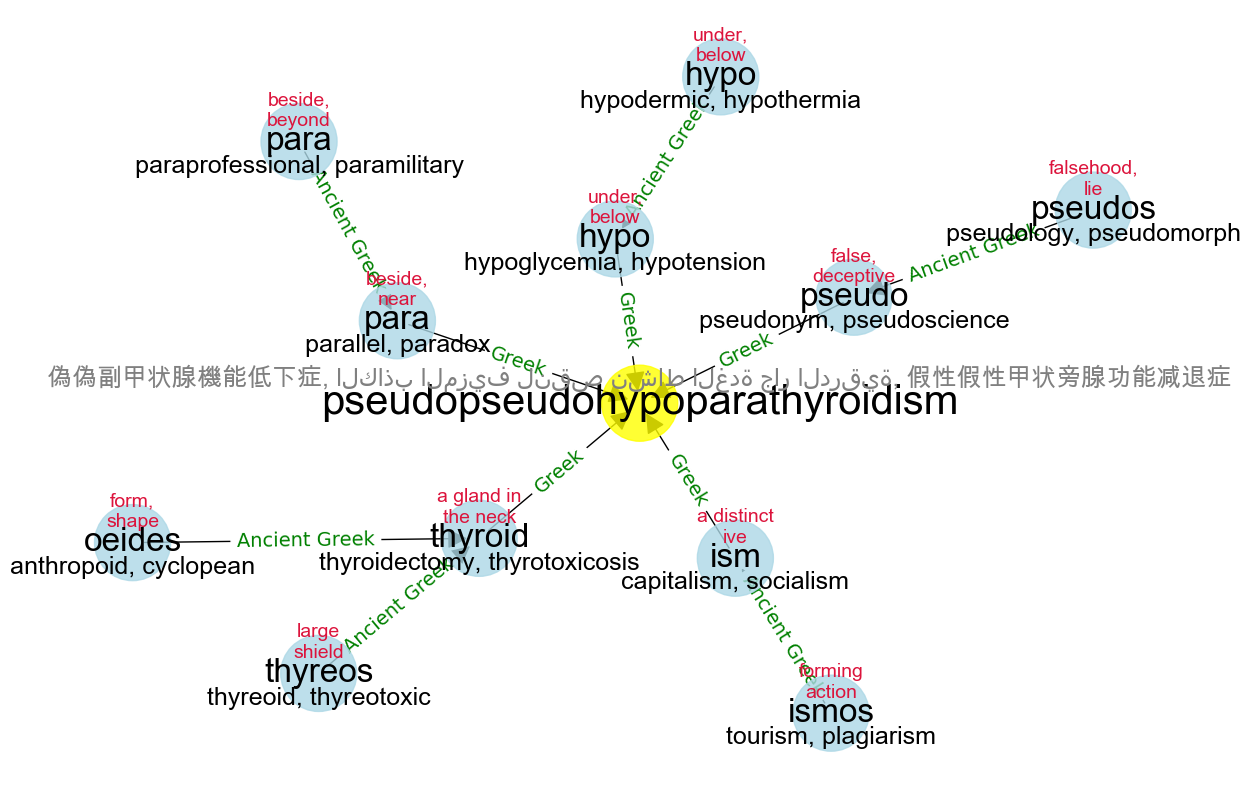 under,
below
hypo
hypodermic, hypothermia
beside,
beyond
para
paraprofessional, paramilitary
Ancient Greek
Ancient Greek
falsehood,
lie
pseudos
pseudology, pseudomorph
Ancient Greek
under,
below
hypo
hypoglycemia, hypotension
false,
deceptive
pseudo
pseudonym, pseudoscience
beside,
near
para
parallel, paradox
Greek
Greek
Greek
偽偽副甲状腺機能低下症, الكاذب المزيف لنقص نشاط الغدة جار الدرقية, 假性假性甲状旁腺功能减退症
pseudopseudohypoparathyroidism
Greek
Greek
form,
shape
oeides
anthropoid, cyclopean
Ancient Greek
a gland in
the neck
thyroid
thyroidectomy, thyrotoxicosis
a distinct
ive
ism
capitalism, socialism
Ancient Greek
Ancient Greek
large
shield
thyreos
thyreoid, thyreotoxic
forming
action
ismos
tourism, plagiarism